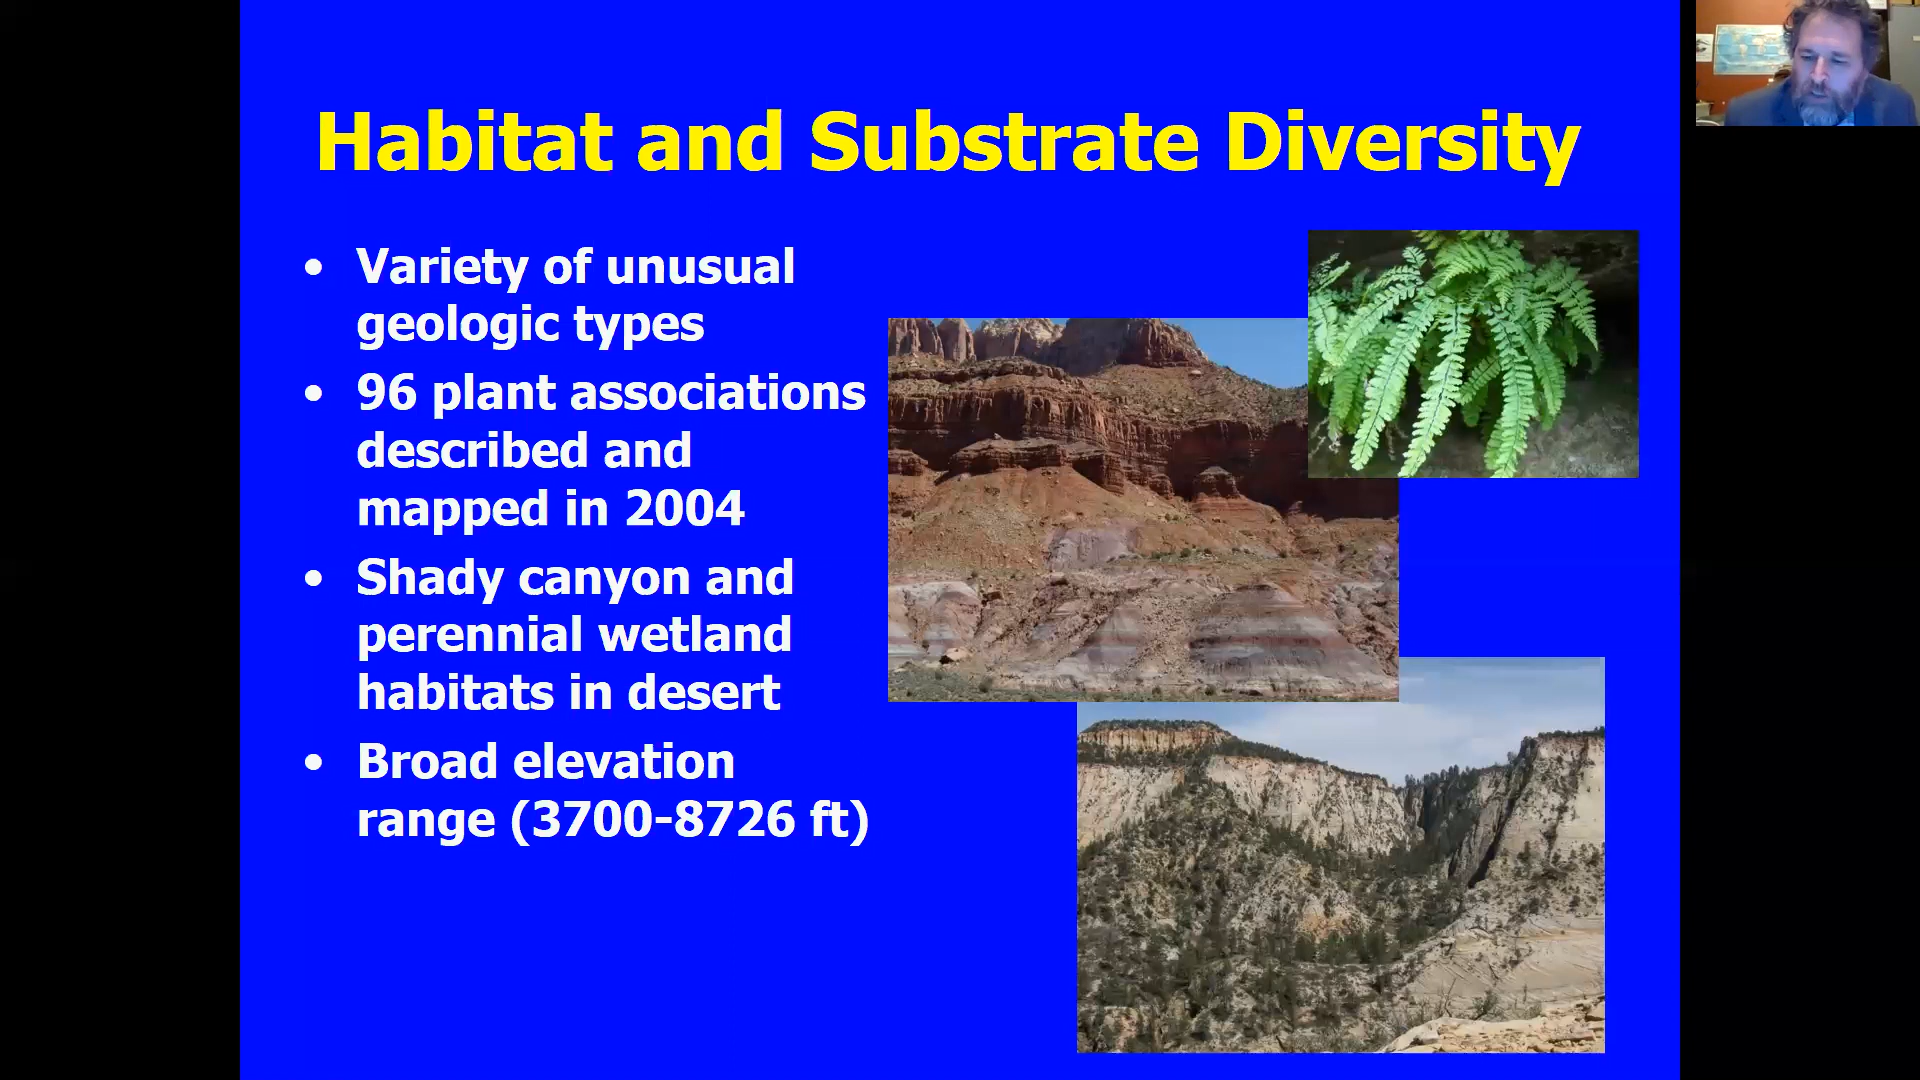 Habitat and Substrate Diversity
• Variety of unusual
geologic types
• 96 plant associations
described and
mapped in 2004
• Shady canyon and
perennial wetland
habitats in desert
• Broad elevation
range (3700-8726 ft)